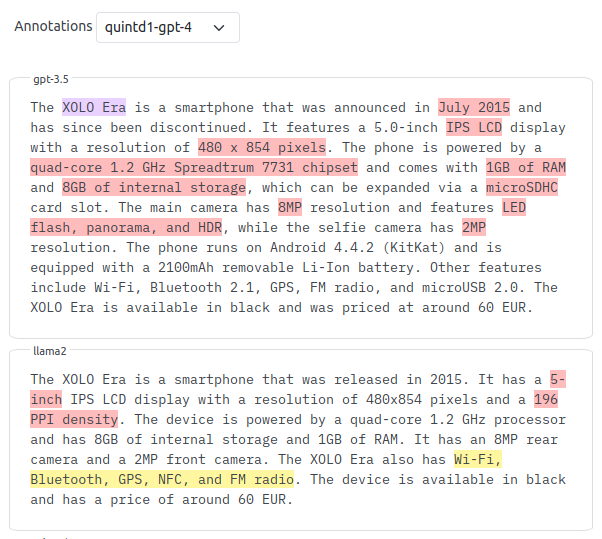 Annotations quintd1-gpt-4
gpt-3.5
The XOLO Era is a smartphone that was announced in July 2015 and
has since been discontinued. It features a 5.0-inch IPS LCD display
with a resolution of 480 x 854 pixels. The phone is powered by a
quad-core 1.2 GHz Spreadtrum 7731 chipset and comes with 1GB of RAM
and 8GB of internal storage, which can be expanded via a microSDHC
card slot. The main camera has 8MP resolution and features LED
flash, panorama, and HDR, while the selfie camera has 2MP
resolution. The phone runs on Android 4.4.2 (KitKat) and is
equipped with a 2100mAh removable Li-Ion battery. Other features
include Wi-Fi, Bluetooth 2.1, GPS, FM radio, and microUSB 2.0. The
XOLO Era is available in black and was priced at around 60 EUR.
llama2
The XOLO Era is a smartphone that was released in 2015. It has a 5-
inch IPS LCD display with a resolution of 480x854 pixels and a 196
PPI density. The device is powered by a quad-core 1.2 GHz processor
and has 8GB of internal storage and 1GB of RAM. It has an 8MP rear
camera and a 2MP front camera. The XOLO Era also has Wi-Fi,
Bluetooth, GPS, NFC, and FM radio. The device is available in black
and has a price of around 60 EUR.